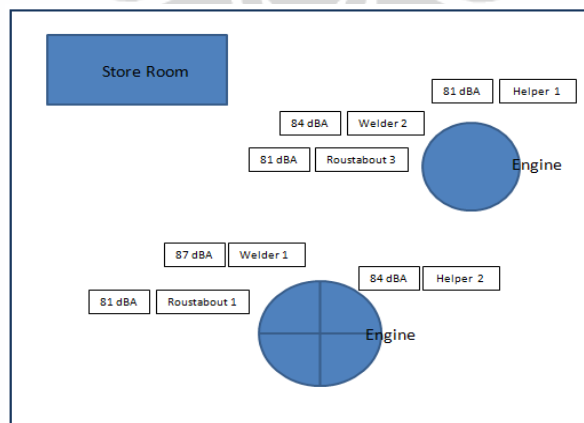 Store Room
81 dBA Helper 1
84 dBA Welder 2
81 dBA Roustabout 3
Engine
87 dBA Welder 1
84 dBA Helper 2
81 dBA Roustabout 1
Engine